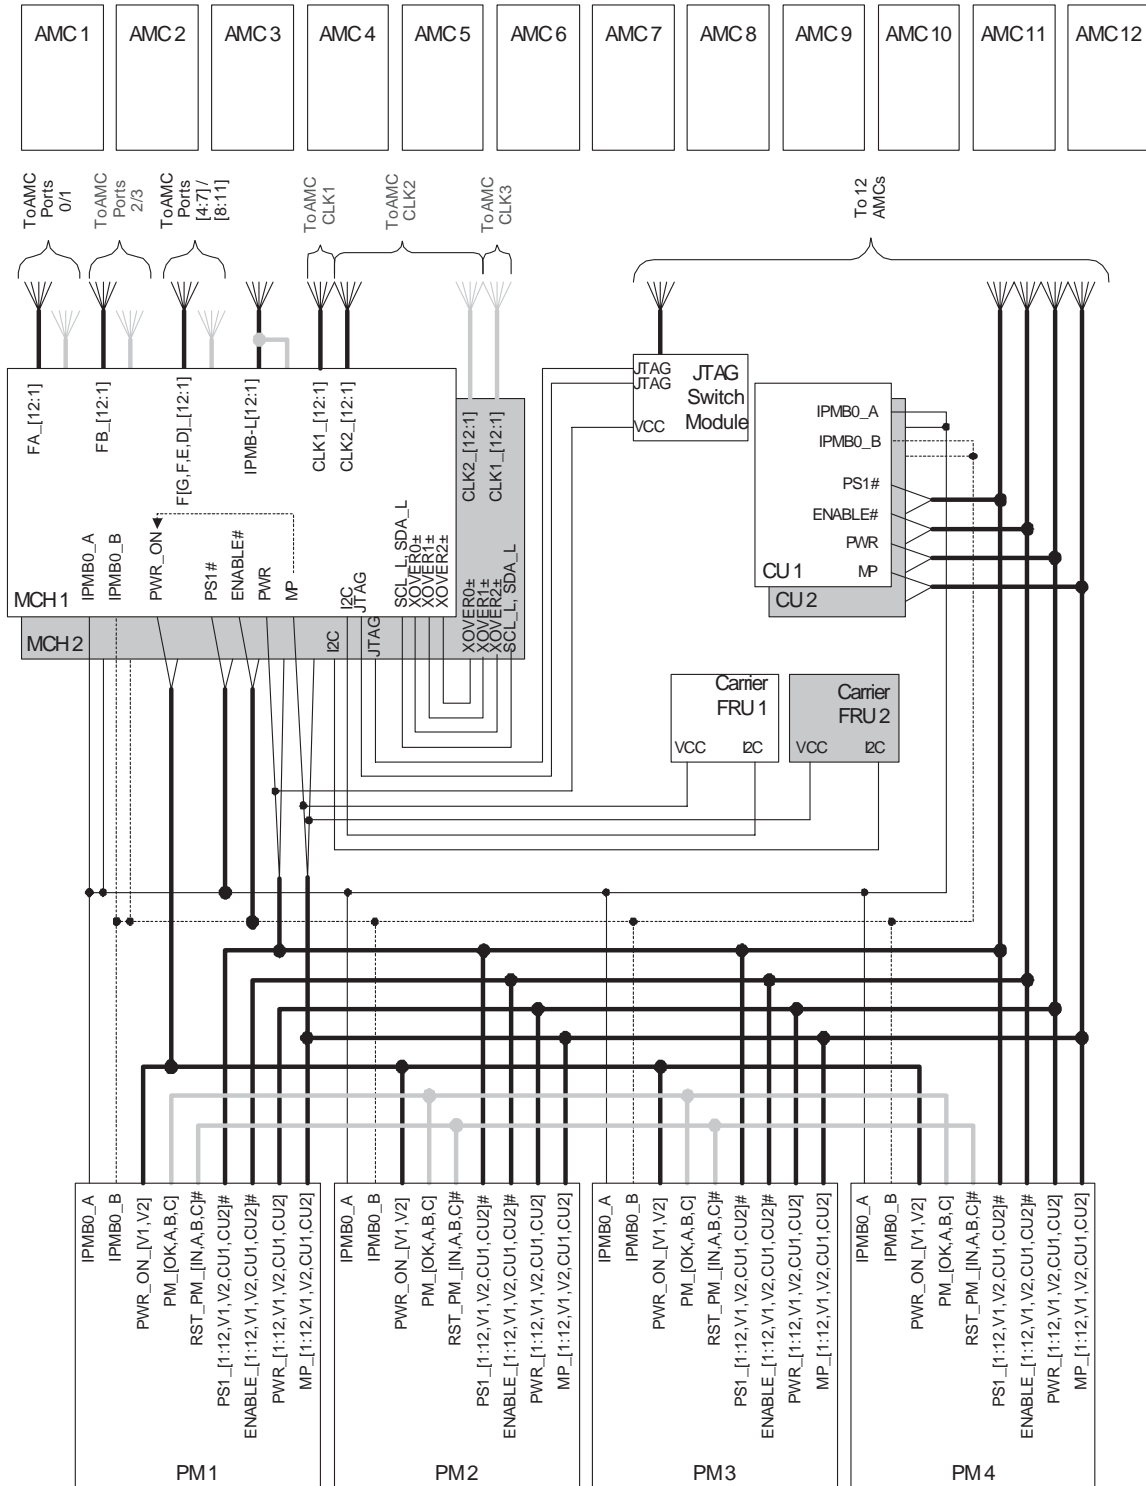 AMC 1
AMC 2
AMC 3
AMC 4
AMC 5
AMC 6
AMC 7
AMC 8
AMC 9
AMC 10
AMC 11
AMC 12
To AMC
Ports
0/1
To AMC
Ports
2/3
To AMC
Ports
[4:7] /
[8:11]
To AMC
CLK1
To AMC
CLK2
To AMC
CLK3
To 12
AMCs
FA_[12:1]
FB_[12:1]
F[G,F,E,D]_[12:1]
IPMB-L[12:1]
CLK1_[12:1]
CLK2_[12:1]
CLK2_[12:1]
CLK1_[12:1]
IPMB0_A
IPMB0_B
PWR_ON
PS1#
ENABLE#
PWR
MP
I2C
JTAG
SCL_L, SDA_L
XOVER0±
XOVER1±
XOVER2±
MCH 1
MCH 2
I2C
JTAG
XOVER0±
XOVER1±
XOVER2±
SCL_L, SDA_L
JTAG
JTAG
VCC
JTAG
Switch
Module
IPMB0_A
IPMB0_B
PS1#
ENABLE#
PWR
MP
CU 1
CU 2
Carrier
FRU 1
VCC
I2C
Carrier
FRU 2
VCC
I2C
IPMB0_A
IPMB0_B
PWR_ON_[V1,V2]
PM_[OK,A,B,C]
RST_PM_[IN,A,B,C]#
PS1_[1:12,V1,V2,CU1,CU2]#
ENABLE_[1:12,V1,V2,CU1,CU2]#
PWR_[1:12,V1,V2,CU1,CU2]
MP_[1:12,V1,V2,CU1,CU2]
PM 1
IPMB0_A
IPMB0_B
PWR_ON_[V1,V2]
PM_[OK,A,B,C]
RST_PM_[IN,A,B,C]#
PS1_[1:12,V1,V2,CU1,CU2]#
ENABLE_[1:12,V1,V2,CU1,CU2]#
PWR_[1:12,V1,V2,CU1,CU2]
MP_[1:12,V1,V2,CU1,CU2]
PM 2
IPMB0_A
IPMB0_B
PWR_ON_[V1,V2]
PM_[OK,A,B,C]
RST_PM_[IN,A,B,C]#
PS1_[1:12,V1,V2,CU1,CU2]#
ENABLE_[1:12,V1,V2,CU1,CU2]#
PWR_[1:12,V1,V2,CU1,CU2]
MP_[1:12,V1,V2,CU1,CU2]
PM 3
IPMB0_A
IPMB0_B
PWR_ON_[V1,V2]
PM_[OK,A,B,C]
RST_PM_[IN,A,B,C]#
PS1_[1:12,V1,V2,CU1,CU2]#
ENABLE_[1:12,V1,V2,CU1,CU2]#
PWR_[1:12,V1,V2,CU1,CU2]
MP_[1:12,V1,V2,CU1,CU2]
PM 4